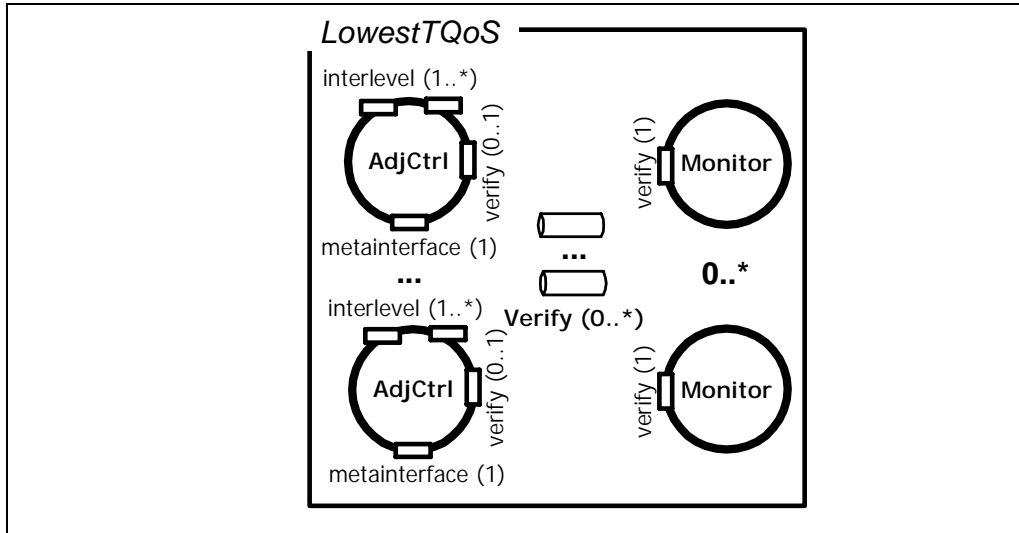 LowestTQoS
interlevel (1..*)
AdjCtrl
verify (0..1)
metainterface (1)
...
interlevel (1..*)
AdjCtrl
verify (0..1)
metainterface (1)
...
Verify (0..*)
verify (1)
Monitor
0..*
verify (1)
Monitor